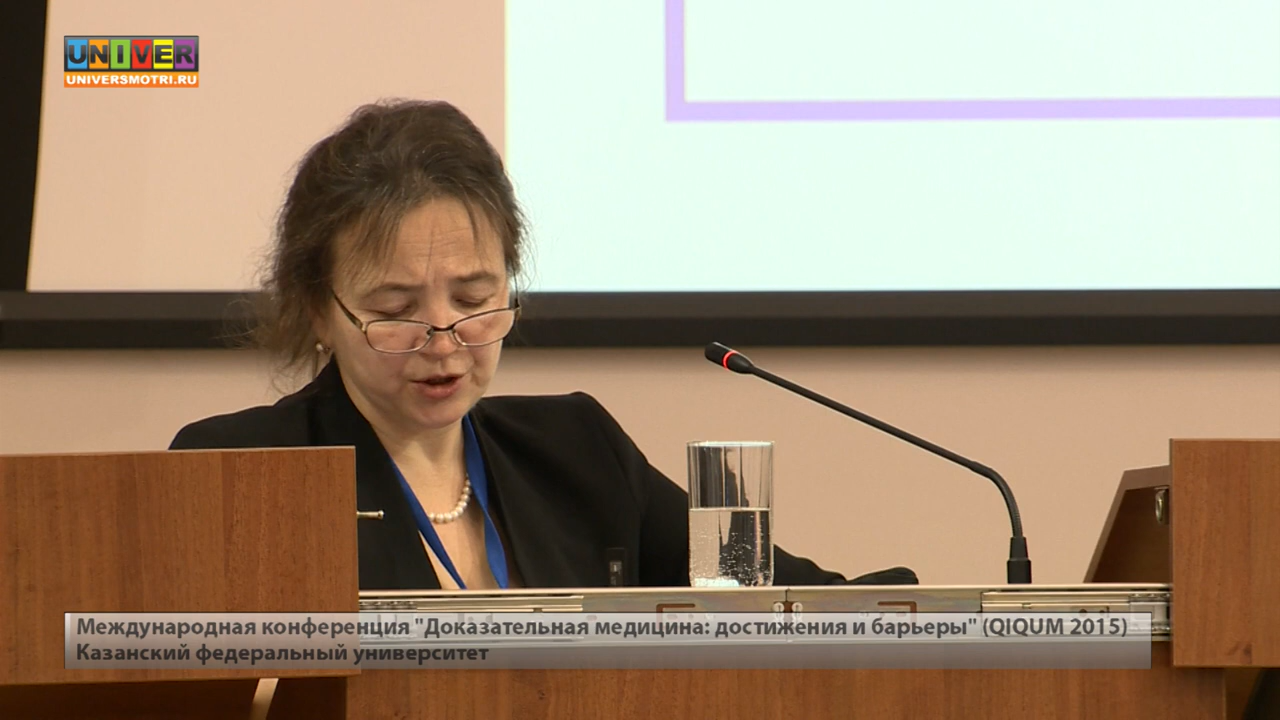 UNIVER
UNIVERSMOTRI.RU
Международная конференция "Доказательная медицина: достижения и барьеры" (QIQUM 2015)
Казанский федеральный университет